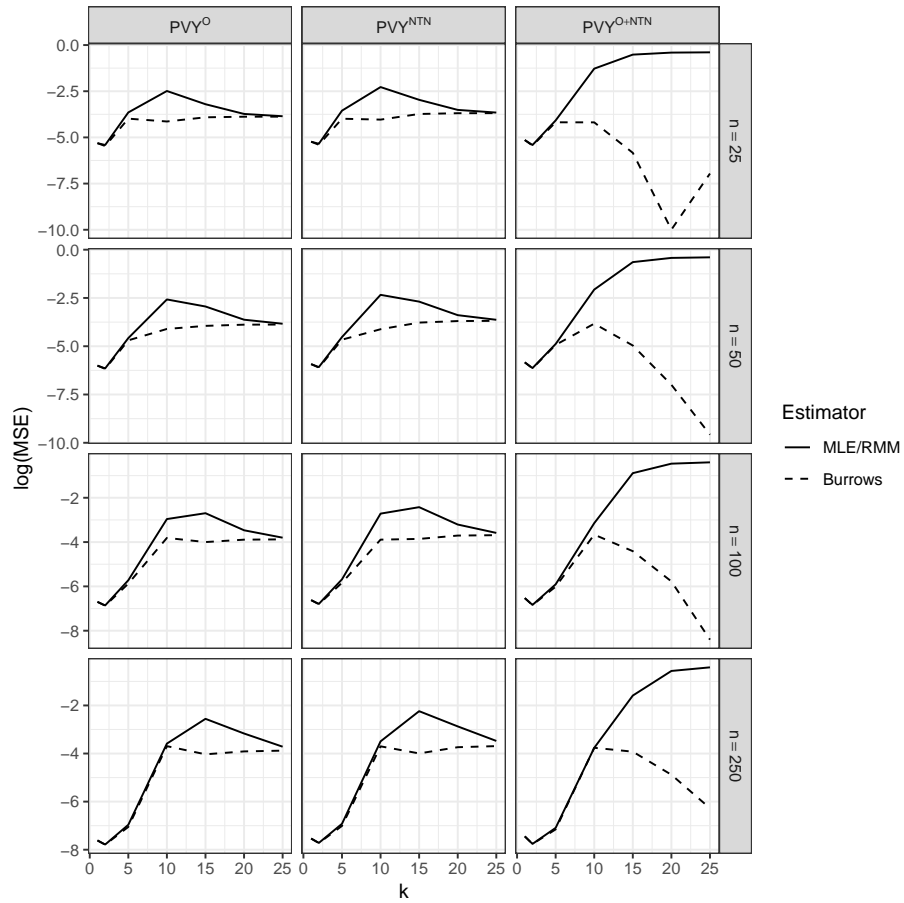 PVY^O PVY^NTN PVY^O+NTN
0.0
−2.5
−5.0
−7.5
−10.0
n = 25
0.0
−2.5
−5.0
−7.5
−10.0
n = 50
−2
−4
−6
−8
n = 100
−2
−4
−6
−8
n = 250
0 5 10 15 20 25 0 5 10 15 20 25 0 5 10 15 20 25
k
log(MSE)
Estimator
MLE/RMM
Burrows